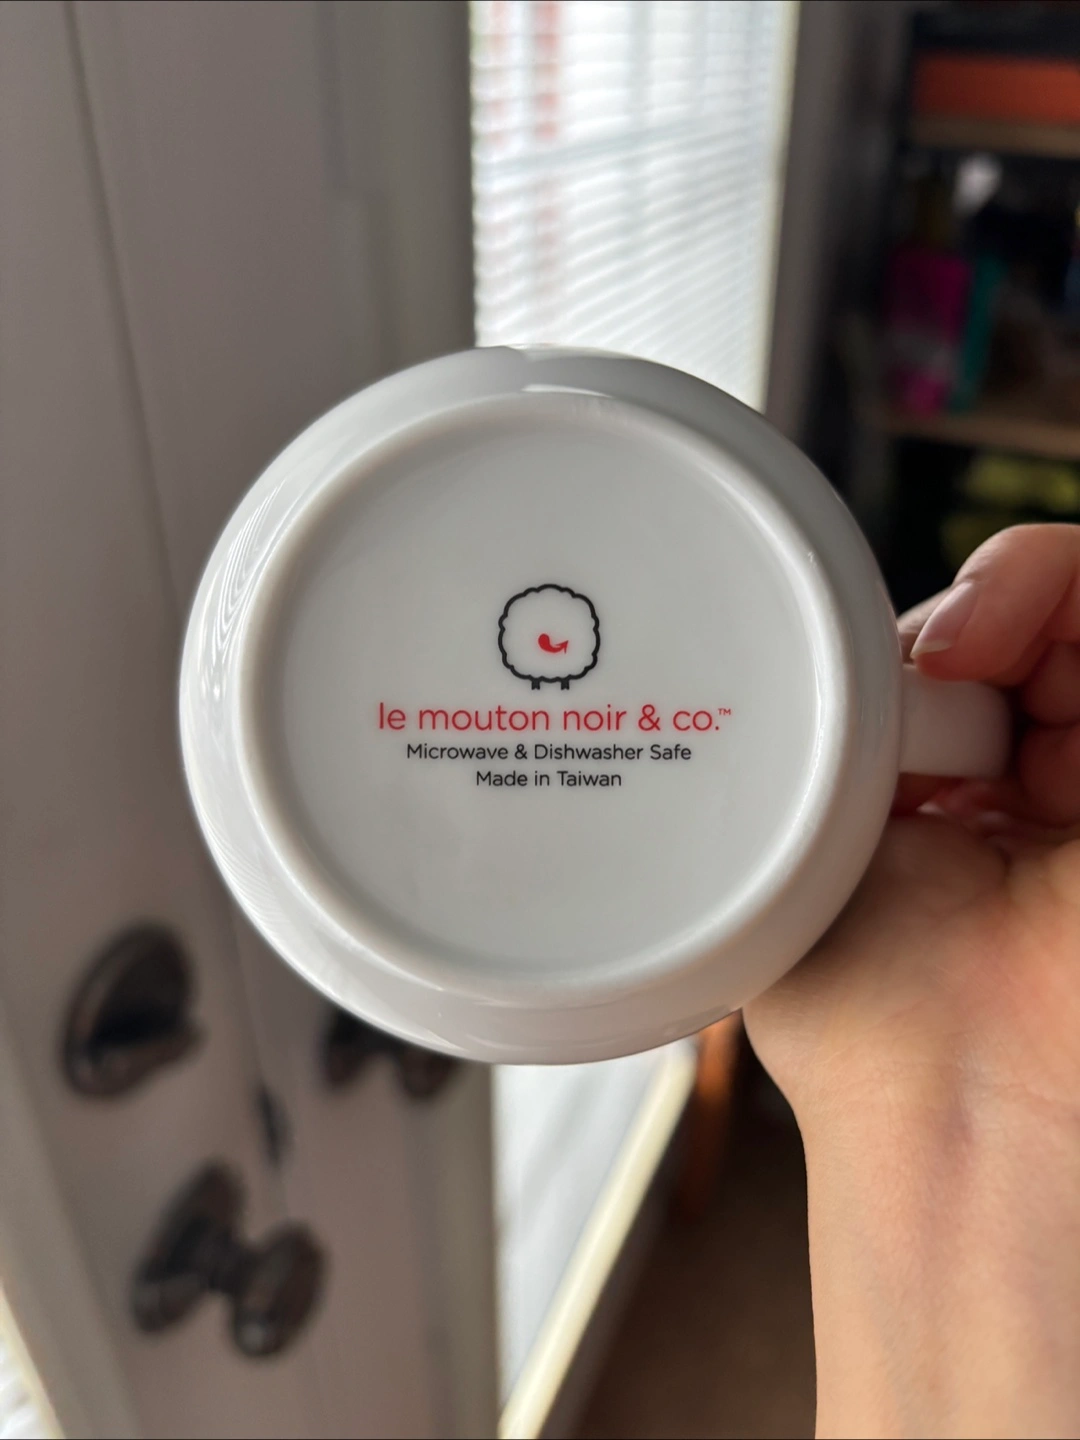 le mouton noir & co.™
Microwave & Dishwasher Safe
Made in Taiwan